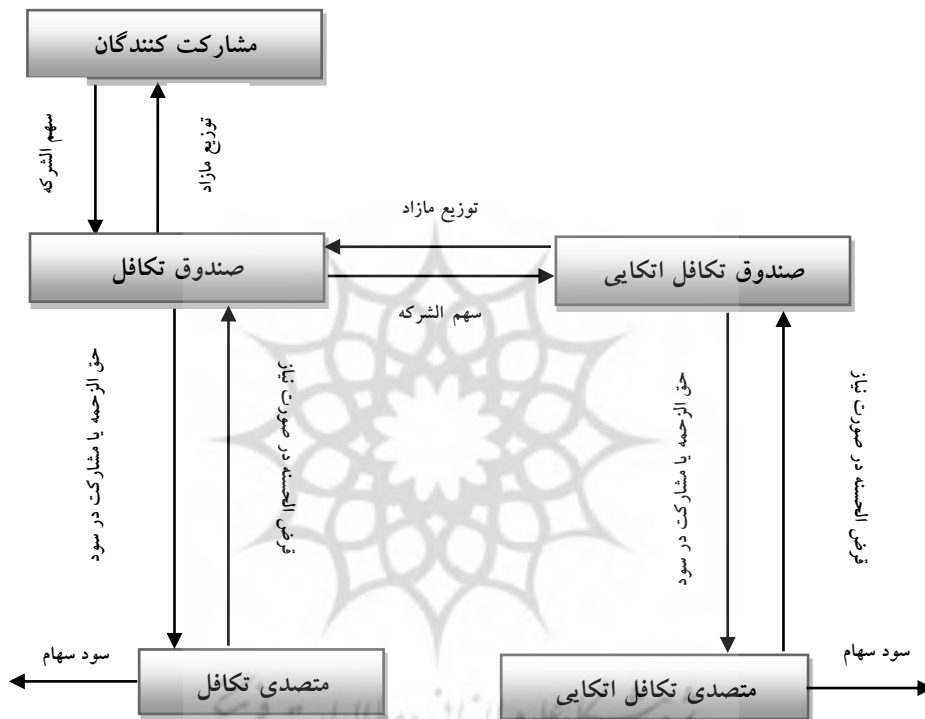 مشارکت کنندگان
سهم الشرکه
توزیع مازاد
توزیع مازاد
صندوق تکافل
صندوق تکافل اتکایی
سهم الشرکه
حق الزحمه یا مشارکت در سود
قرض الحسنه در صورت نیاز
حق الزحمه یا مشارکت در سود
قرض الحسنه در صورت نیاز
سود سهام
متصدی تکافل
متصدی تکافل اتکایی
سود سهام